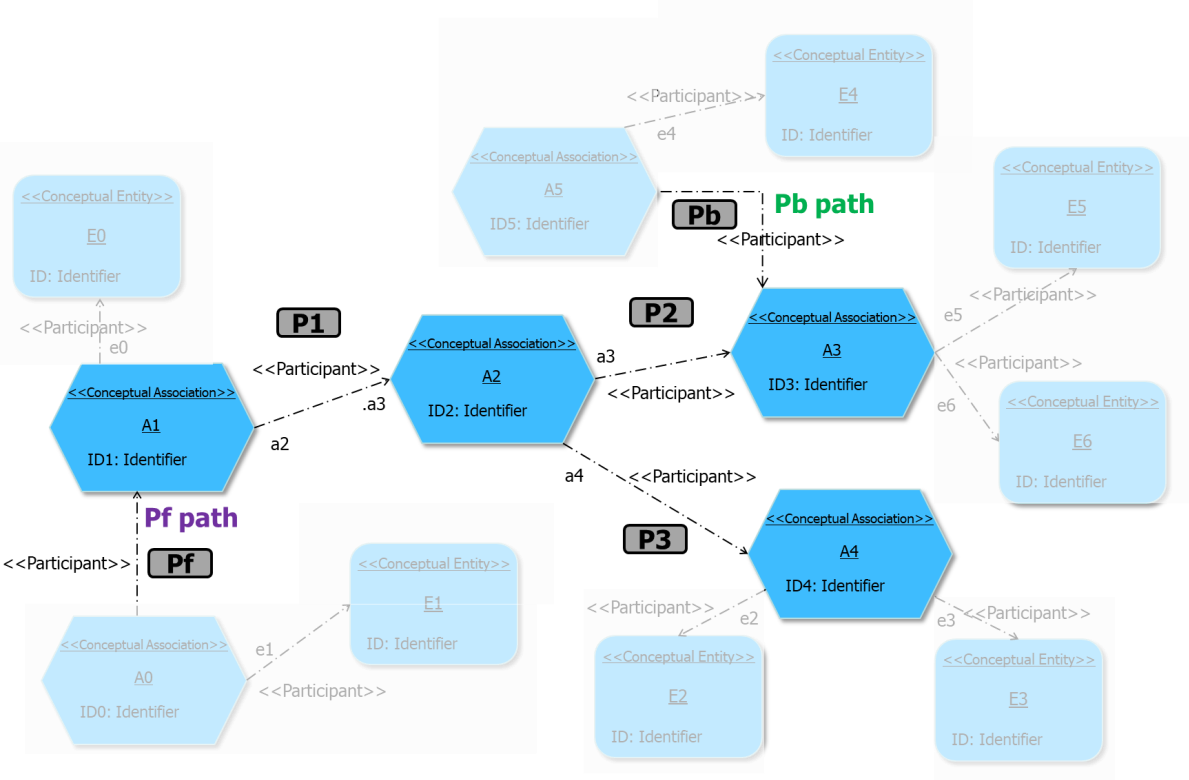 <<Conceptual Entity>>
E4
ID: Identifier
<<Participant>>
e4
<<Conceptual Association>>
A5
ID5: Identifier
Pb
Pb path
<<Participant>>
<<Conceptual Entity>>
E5
ID: Identifier
<<Participant>>
e5
<<Participant>>
e6
<<Conceptual Entity>>
E6
ID: Identifier
<<Conceptual Entity>>
E0
ID: Identifier
<<Participant>>
e0
<<Conceptual Association>>
A1
ID1: Identifier
P1
<<Participant>>
.a3
a2
<<Conceptual Association>>
A2
ID2: Identifier
P2
a3
<<Participant>>
<<Conceptual Association>>
A3
ID3: Identifier
a4
<<Participant>>
P3
<<Conceptual Association>>
A4
ID4: Identifier
Pf path
<<Participant>>
Pf
<<Conceptual Association>>
A0
ID0: Identifier
e1
<<Participant>>
<<Conceptual Entity>>
E1
ID: Identifier
<<Participant>>
e2
<<Conceptual Entity>>
E2
ID: Identifier
e3
<<Participant>>
<<Conceptual Entity>>
E3
ID: Identifier